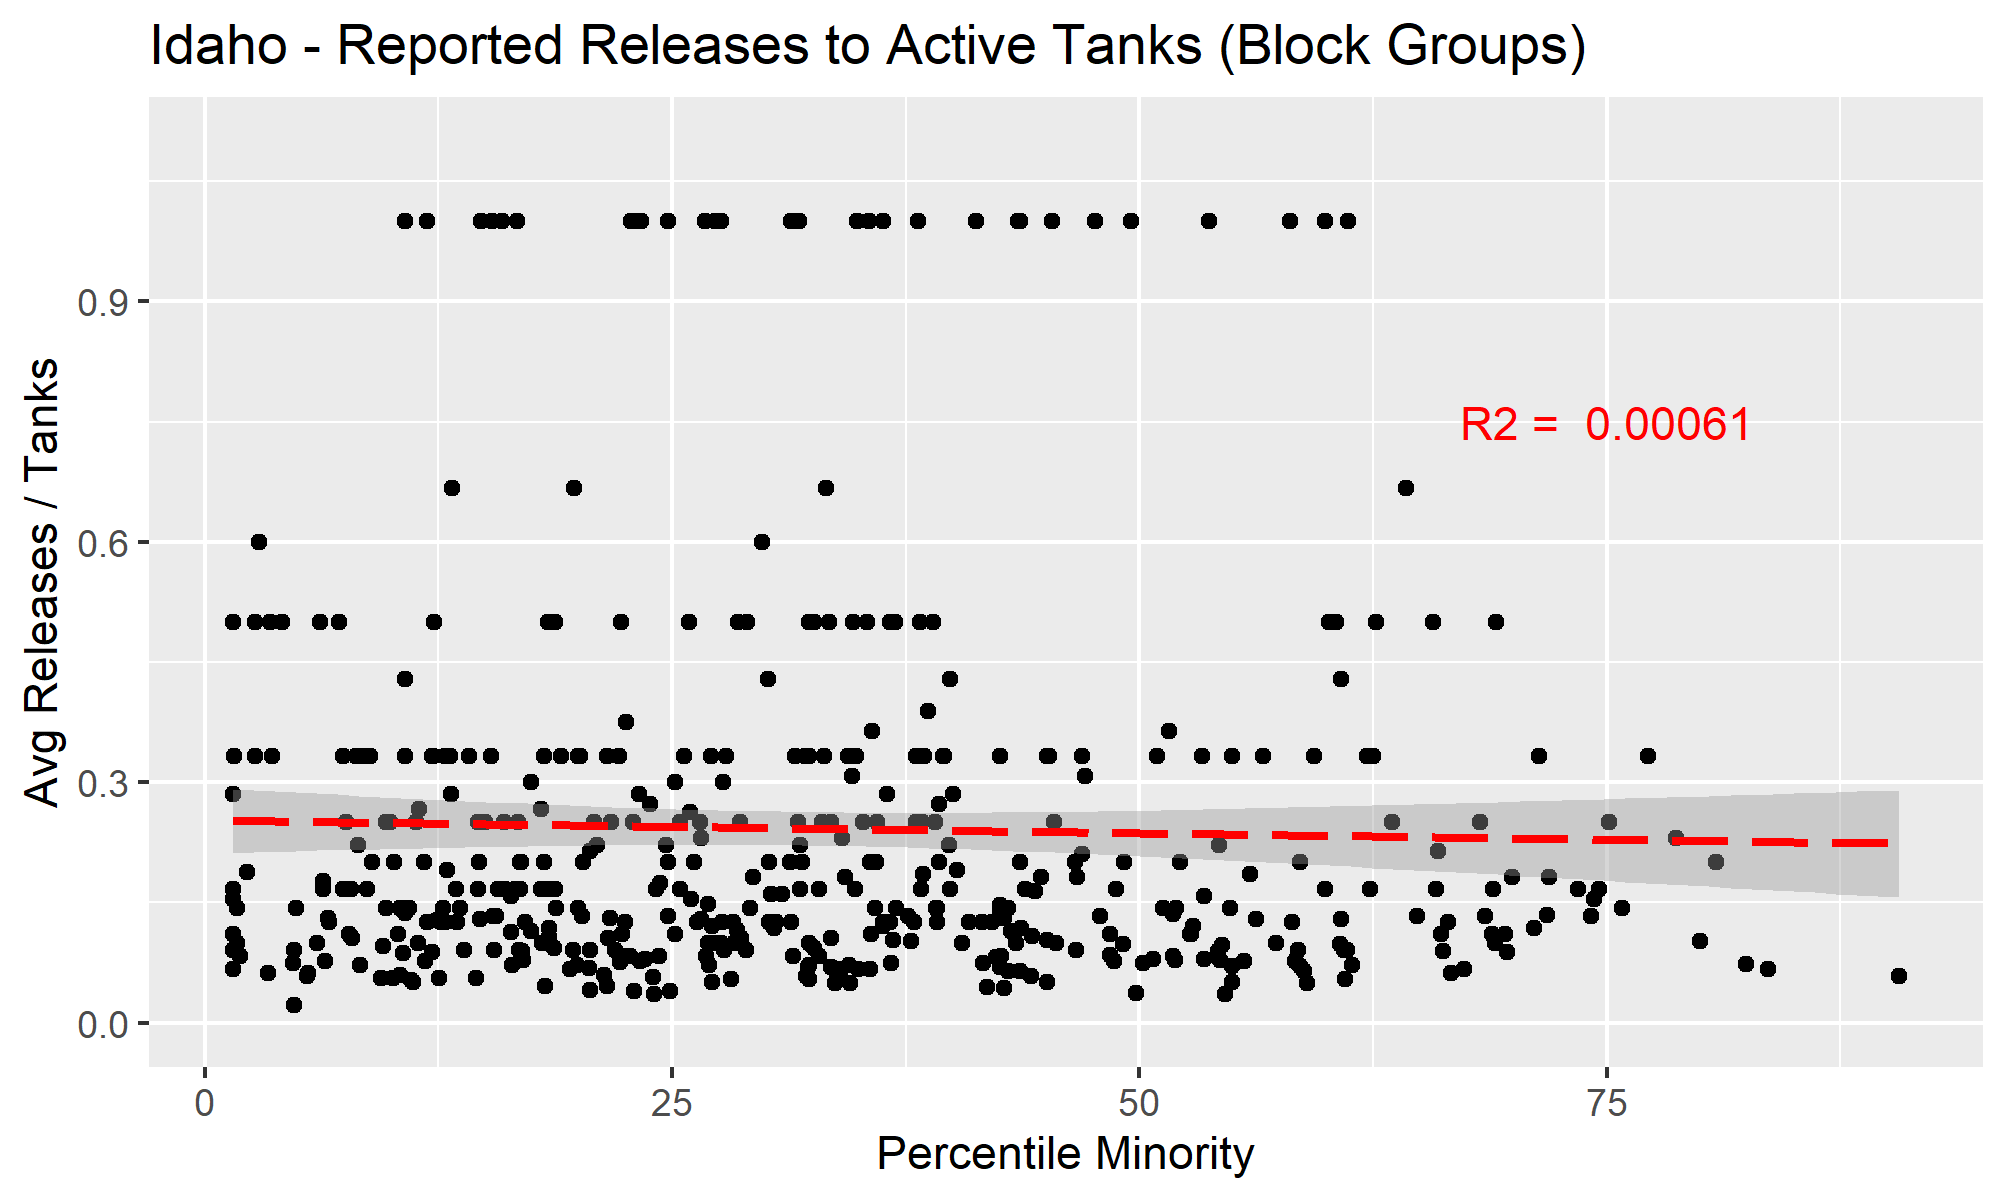 Idaho - Reported Releases to Active Tanks (Block Groups)
Avg Releases / Tanks
0.9
0.6
0.3
0.0
R2 =  0.00061
0
25
50
75
Percentile Minority